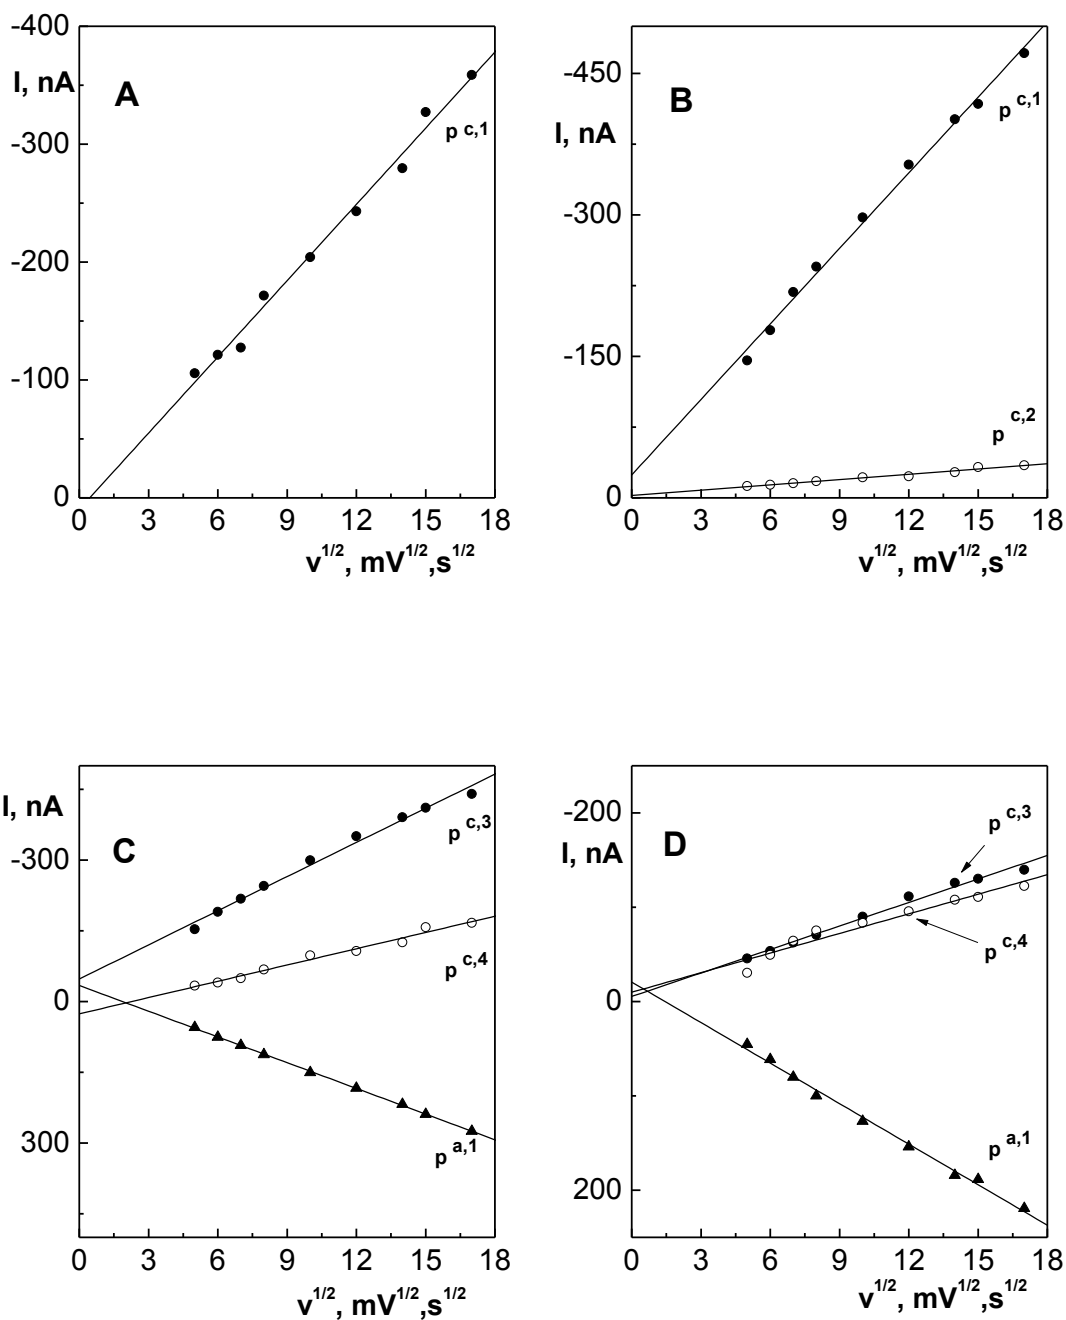 -400
I, nA
A
p c,1
-300
-200
-100
0
0 3 6 9 12 15 18
v1/2, mV1/2,s1/2
-450
B
p c,1
I, nA
-300
-150
p c,2
0
0 3 6 9 12 15 18
v1/2, mV1/2,s1/2
I, nA
p c,3
C
-300
p c,4
0
300
p a,1
0 3 6 9 12 15 18
v1/2, mV1/2,s1/2
-200
p c,3
I, nA
D
p c,4
0
p a,1
200
0 3 6 9 12 15 18
v1/2, mV1/2,s1/2